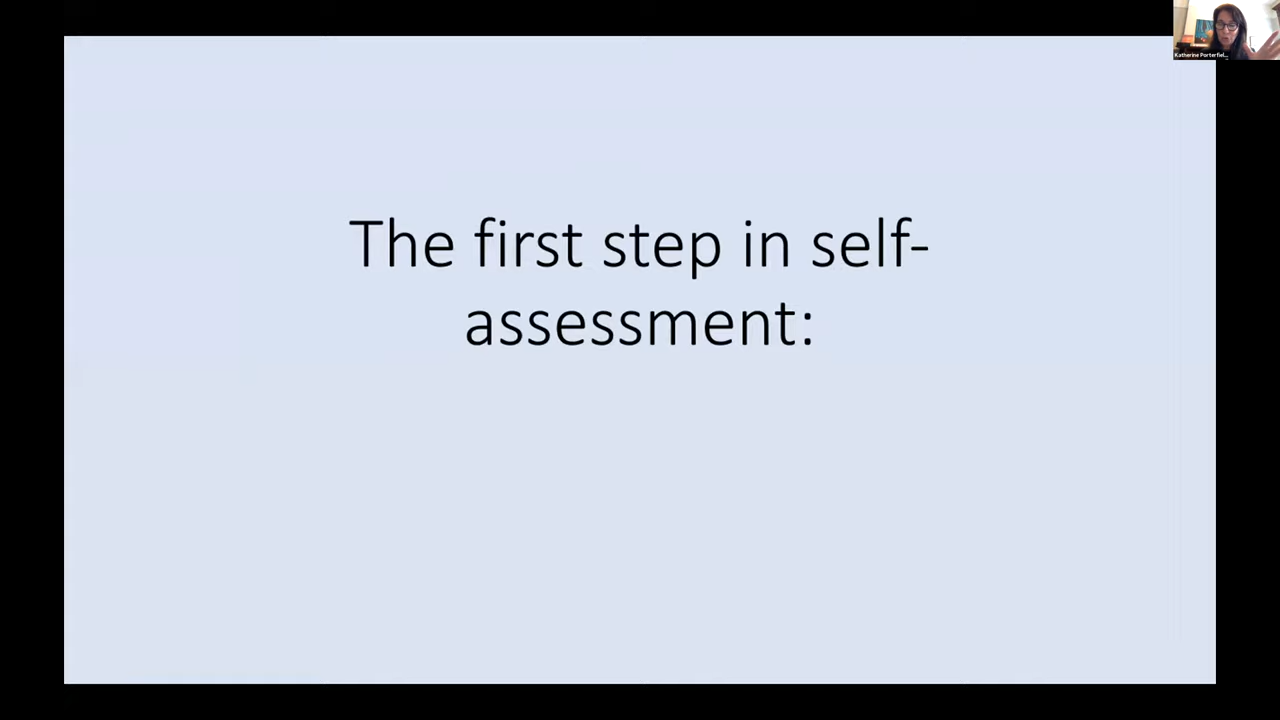 Katherine Porterfiel...
The first step in self-
assessment: